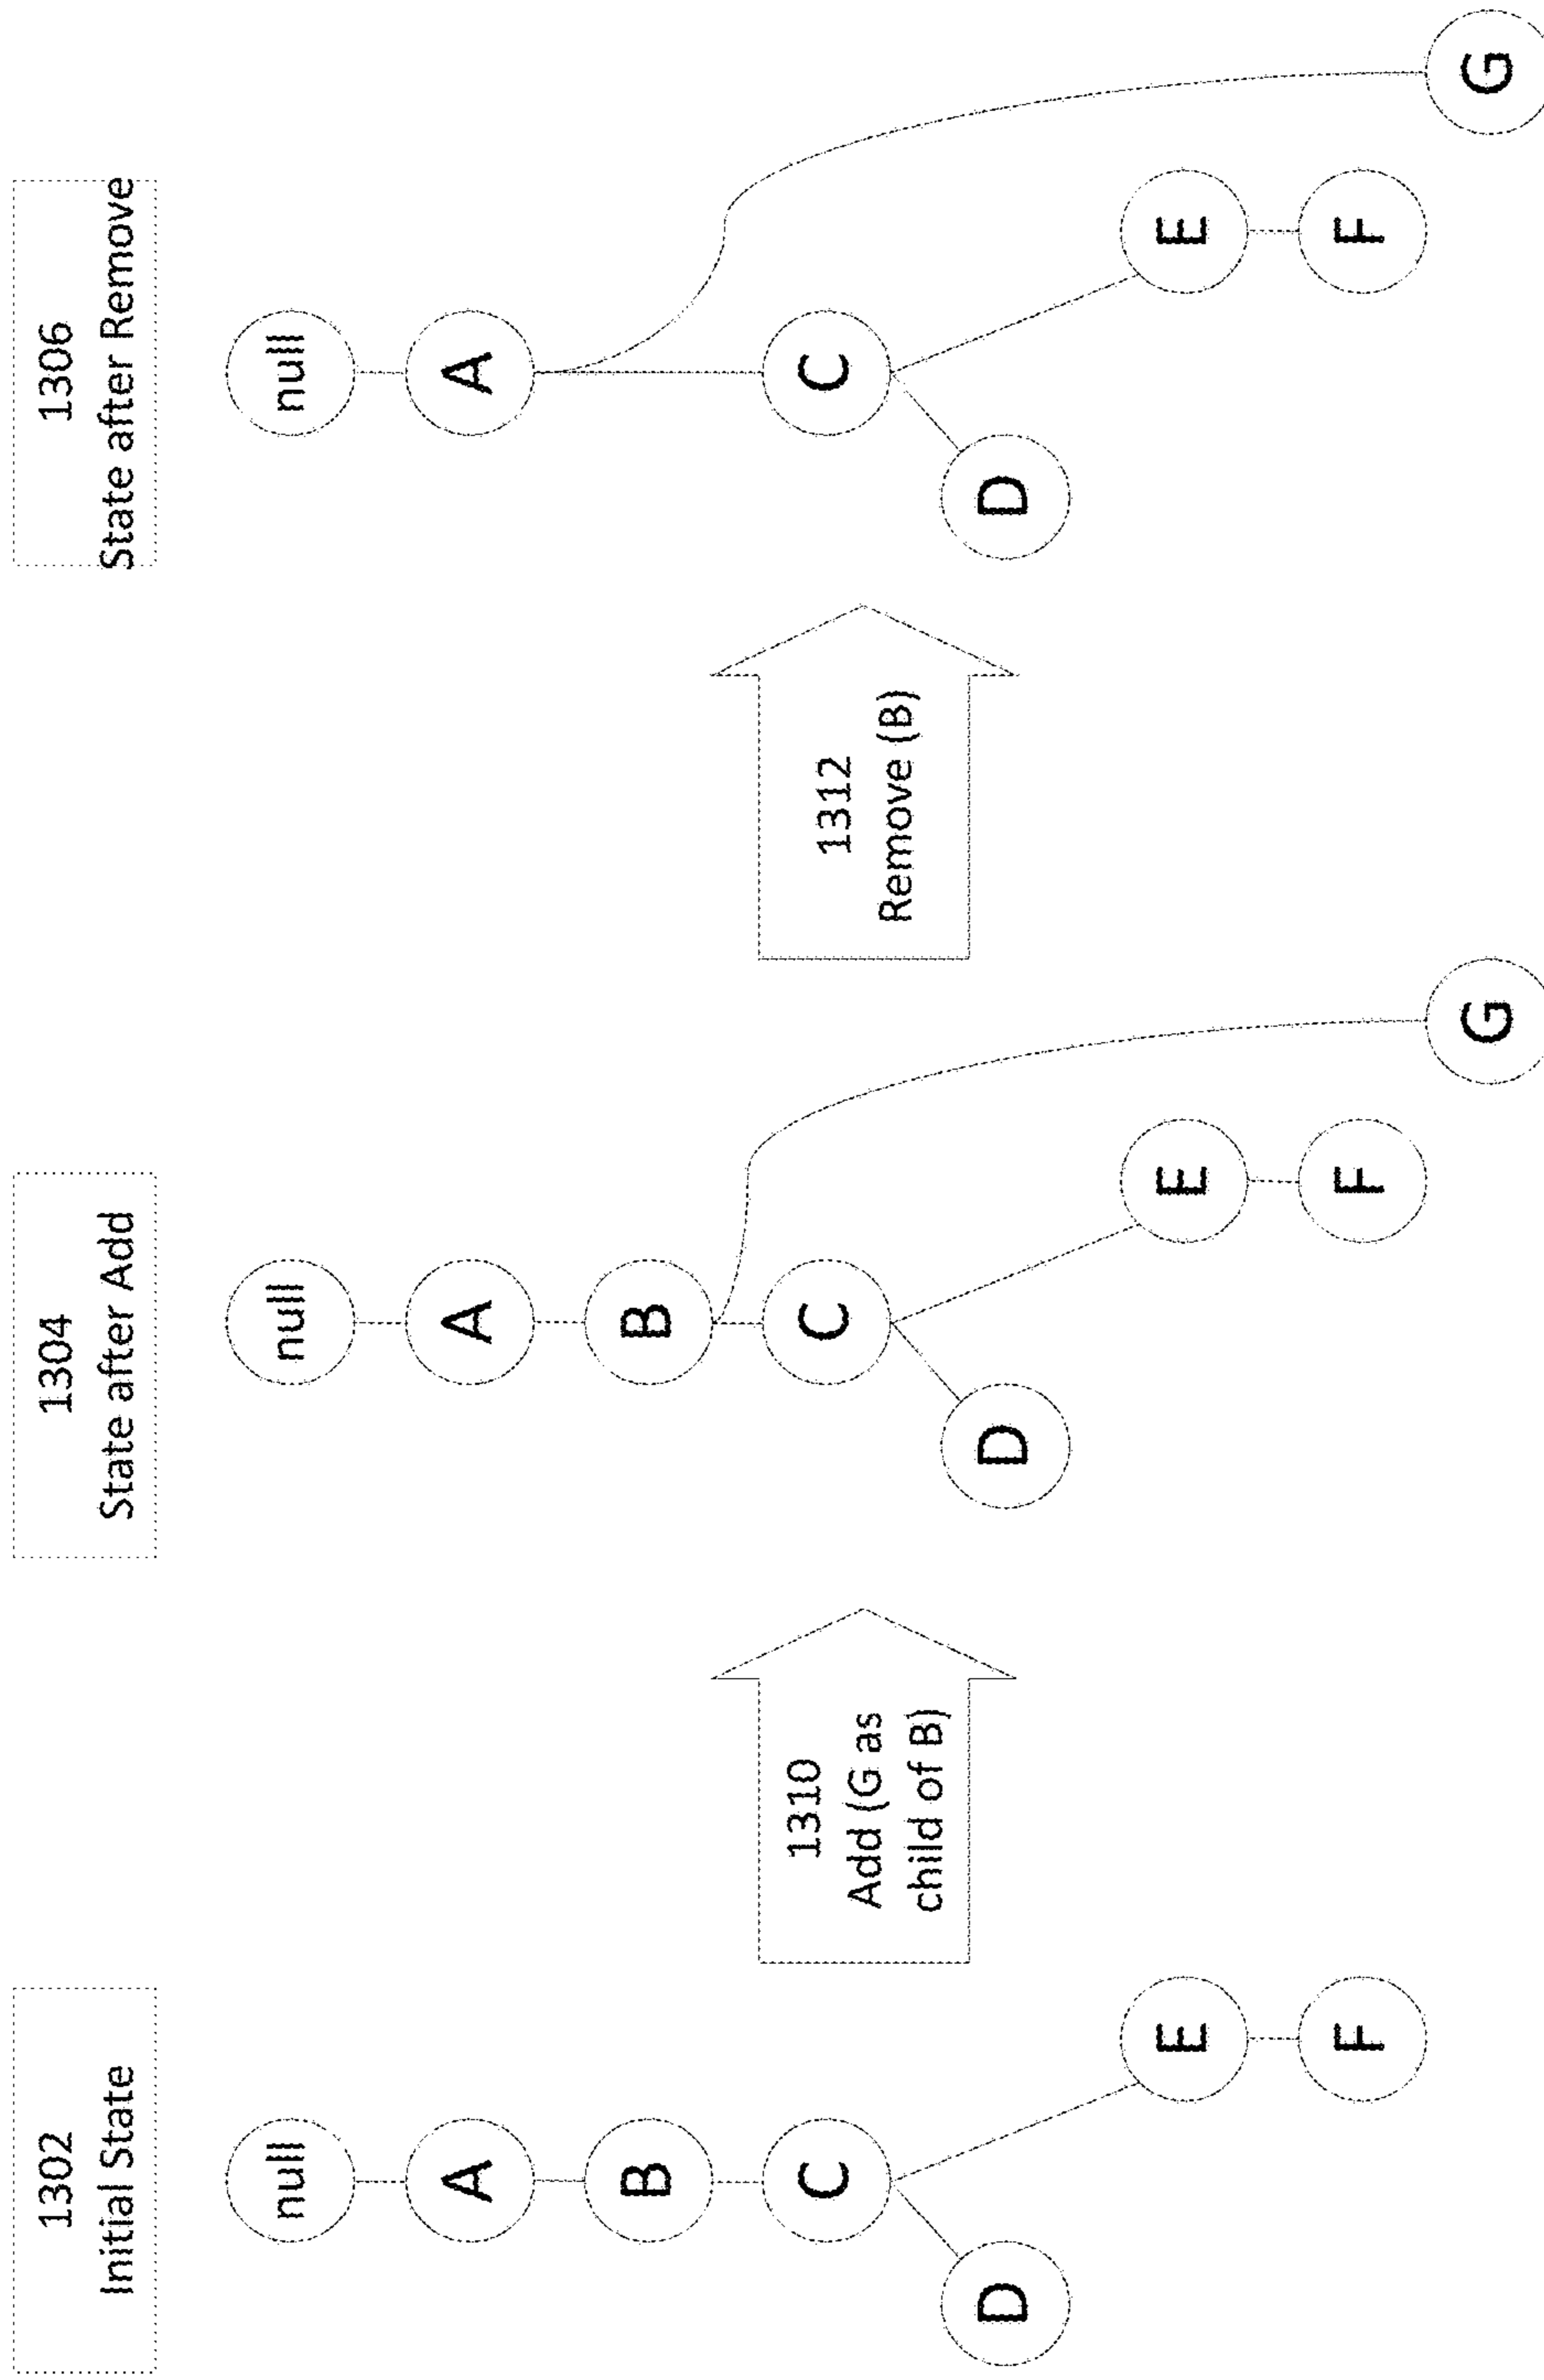 1302
Initial State
null
A
B
C
D
E
F
1310
Add (G as
child of B)
1304
State after Add
null
A
B
C
D
E
F
G
1312
Remove (B)
1306
State after Remove
null
A
C
D
E
F
G